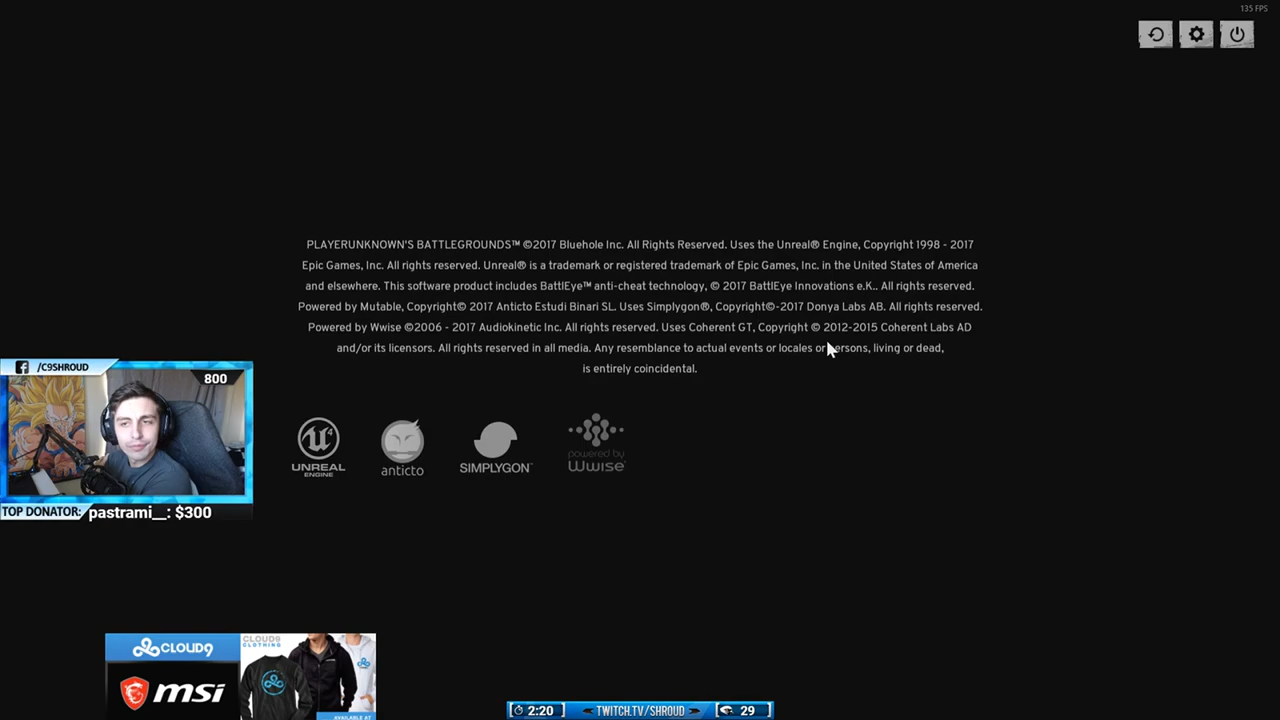 135 FPS
PLAYERUNKNOWN'S BATTLEGROUNDS™ ©2017 Bluehole Inc. All Rights Reserved. Uses the Unreal® Engine, Copyright 1998 - 2017
Epic Games, Inc. All rights reserved. Unreal® is a trademark or registered trademark of Epic Games, Inc. in the United States of America
and elsewhere. This software product includes BattlEye™ anti-cheat technology, © 2017 BattlEye Innovations e.K.. All rights reserved.
Powered by Mutable, Copyright© 2017 Anticto Estudi Binari SL. Uses Simplygon®, Copyright©-2017 Donya Labs AB. All rights reserved.
Powered by Wwise ©2006 - 2017 Audiokinetic Inc. All rights reserved. Uses Coherent GT, Copyright © 2012-2015 Coherent Labs AD
and/or its licensors. All rights reserved in all media. Any resemblance to actual events or locales or persons, living or dead,
is entirely coincidental.
/C9SHROUD
800
UNREAL
ENGINE
anticto
SIMPLYGON
powered by
Wwise
TOP DONATOR: pastrami__: $300
CLOUD9
msi
CLOUD9
CLOTHING
AVAILABLE AT
2:20
TWITCH.TV/SHROUD
29